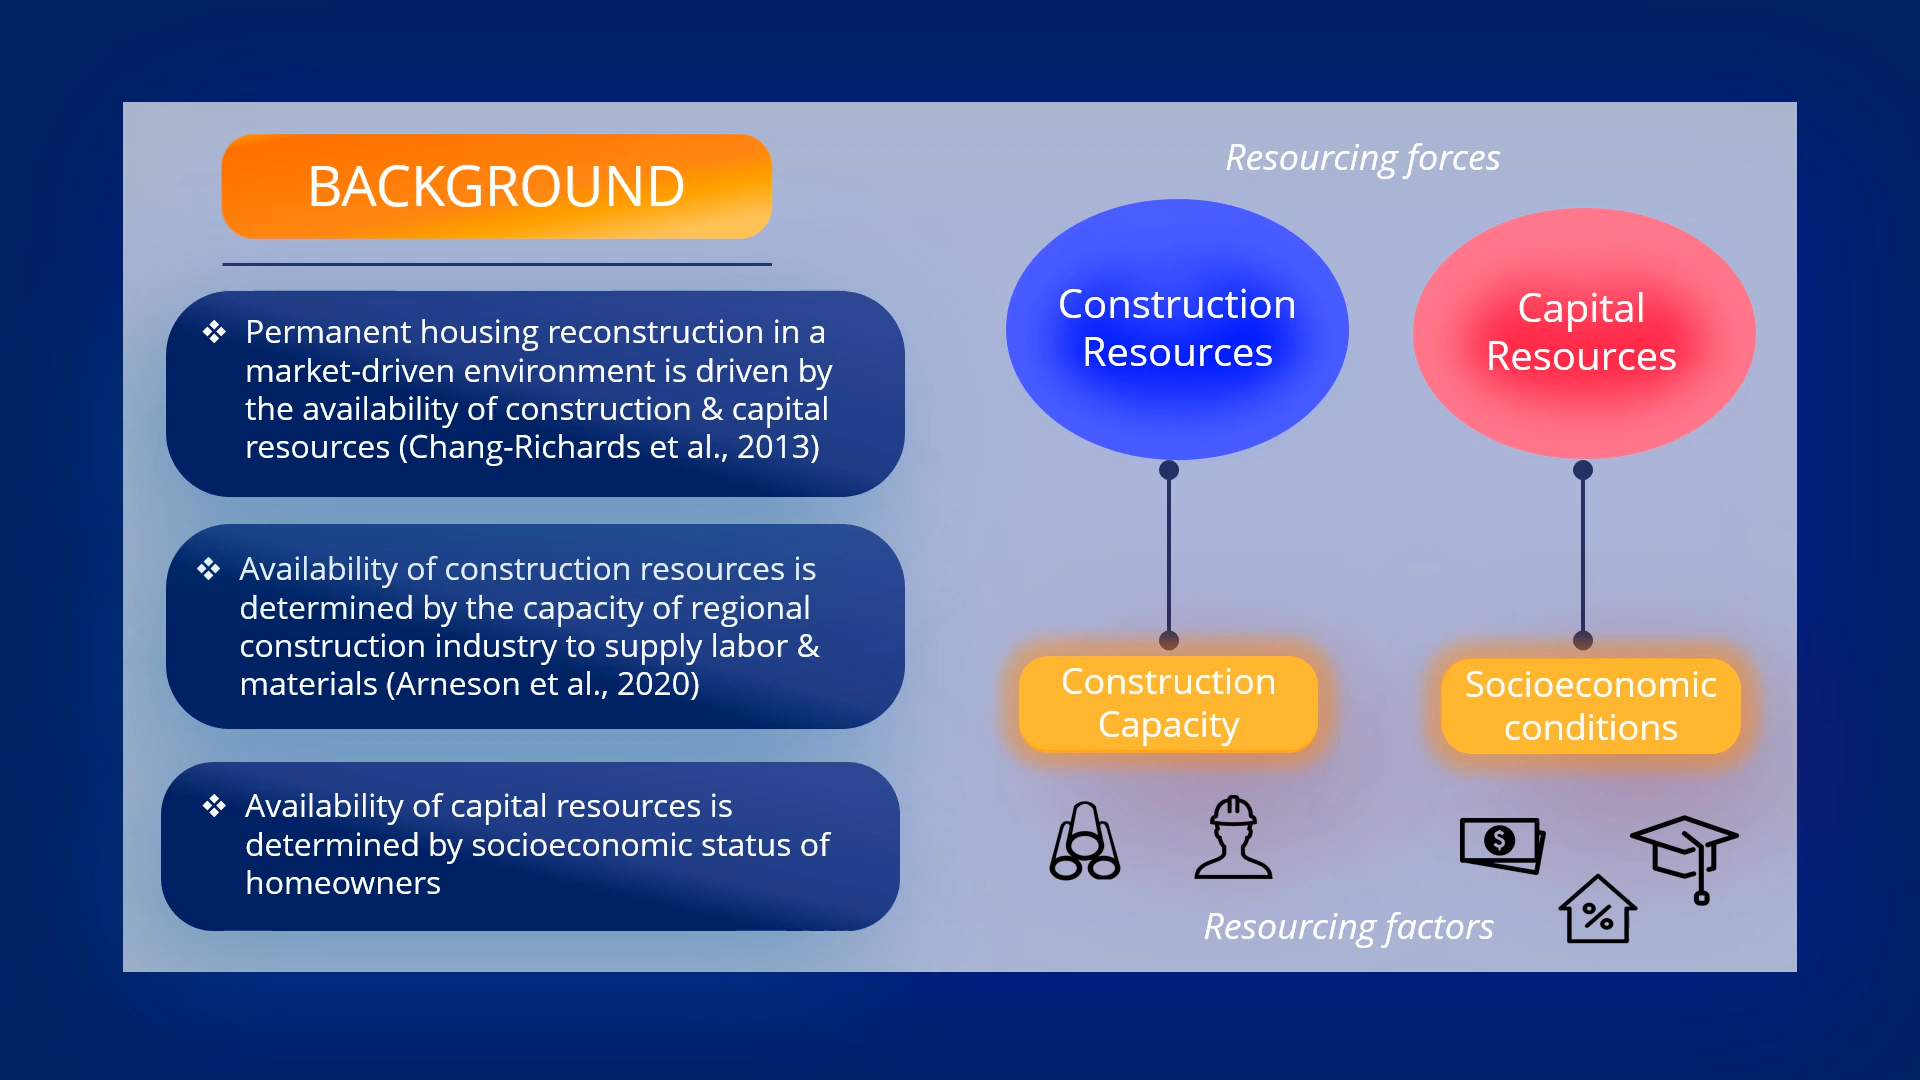 BACKGROUND
❖ Permanent housing reconstruction in a
market-driven environment is driven by
the availability of construction & capital
resources (Chang-Richards et al., 2013)
❖ Availability of construction resources is
determined by the capacity of regional
construction industry to supply labor &
materials (Arneson et al., 2020)
❖ Availability of capital resources is
determined by socioeconomic status of
homeowners
Resourcing forces
Construction
Resources
Capital
Resources
Construction
Capacity
Socioeconomic
conditions
$
%
Resourcing factors